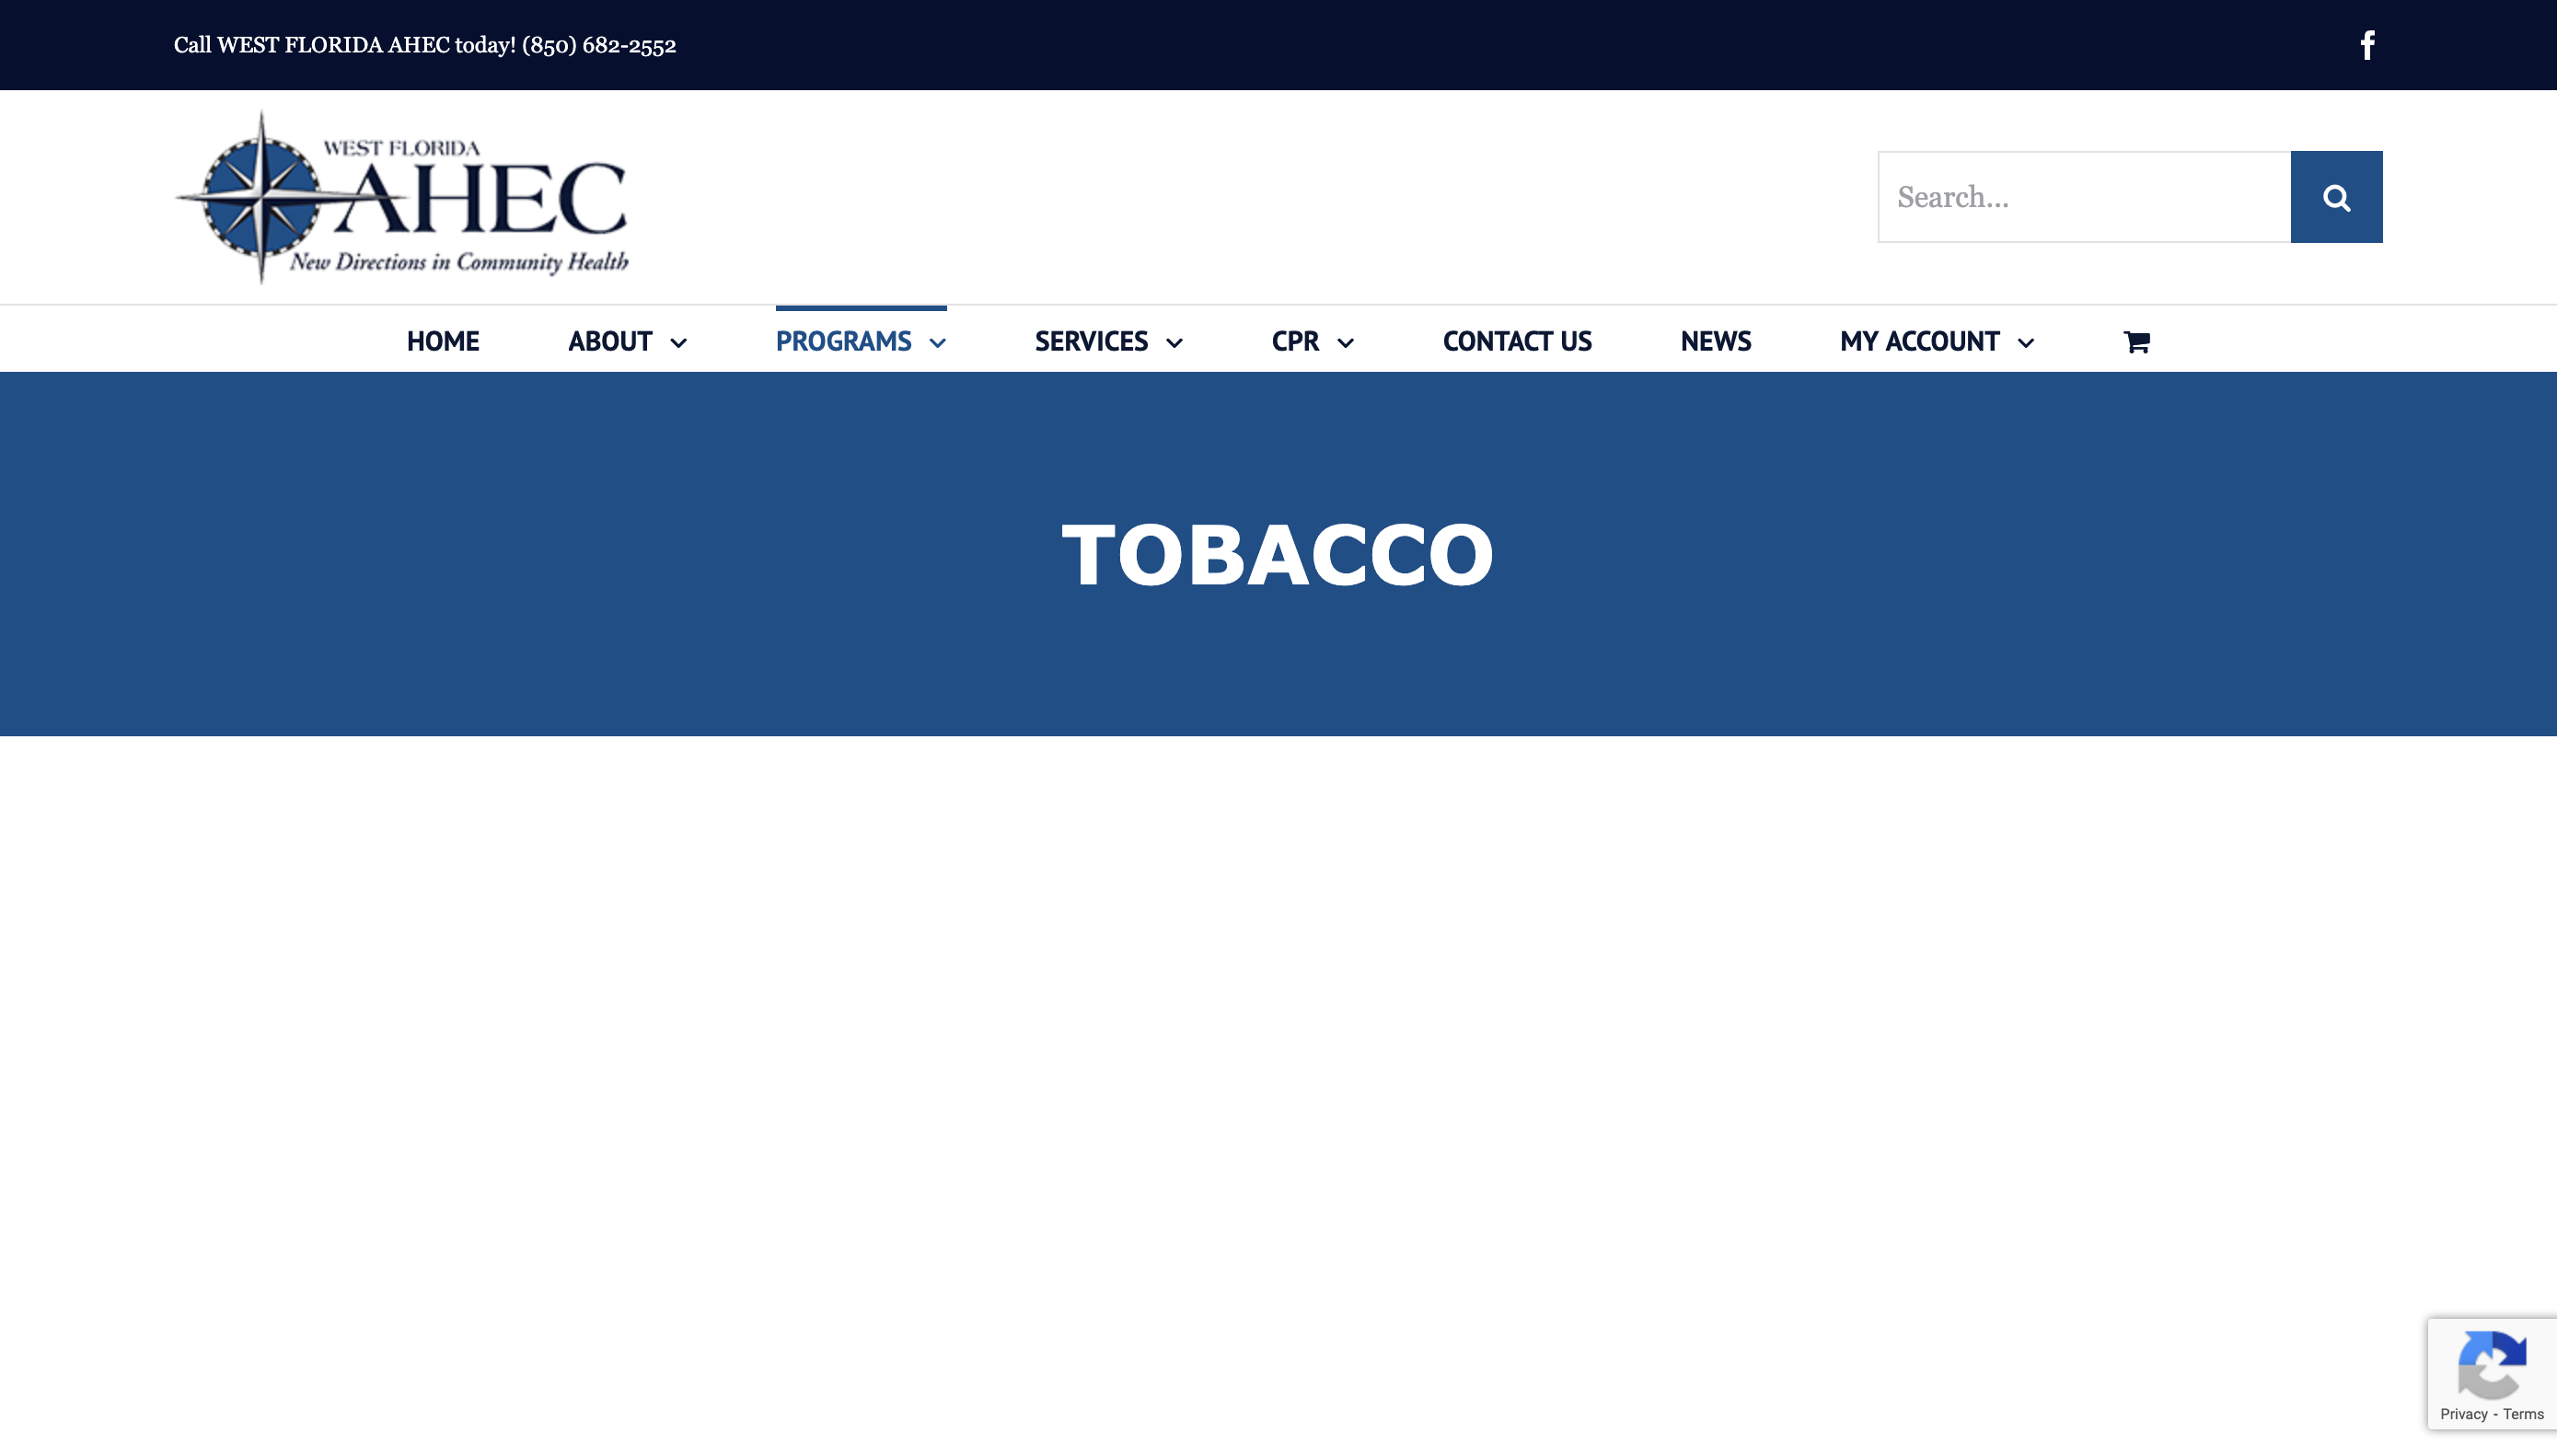 Call WEST FLORIDA AHEC today! (850) 682-2552
WEST FLORIDA
AHEC
New Directions in Community Health
Search...
HOME ABOUT PROGRAMS SERVICES CPR CONTACT US NEWS MY ACCOUNT
TOBACCO
Privacy - Terms